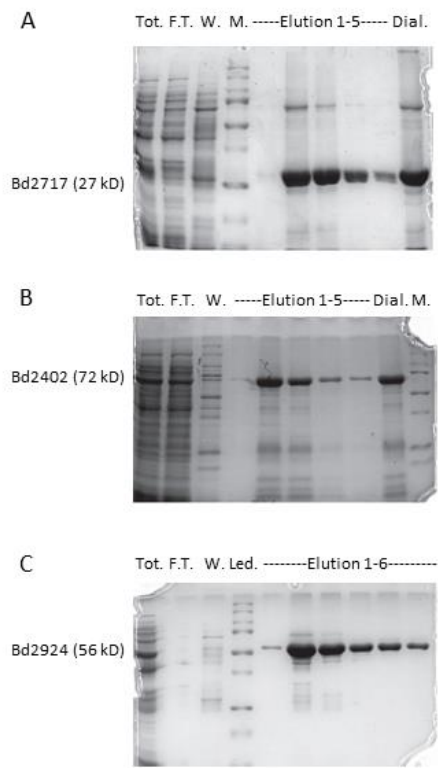 A
Tot. F.T. W. M. -----Elution 1-5----- Dial.
Bd2717 (27 kD)
B
Tot. F.T. W. -----Elution 1-5----- Dial. M.
Bd2402 (72 kD)
C
Tot. F.T. W. Led. --------Elution 1-6---------
Bd2924 (56 kD)